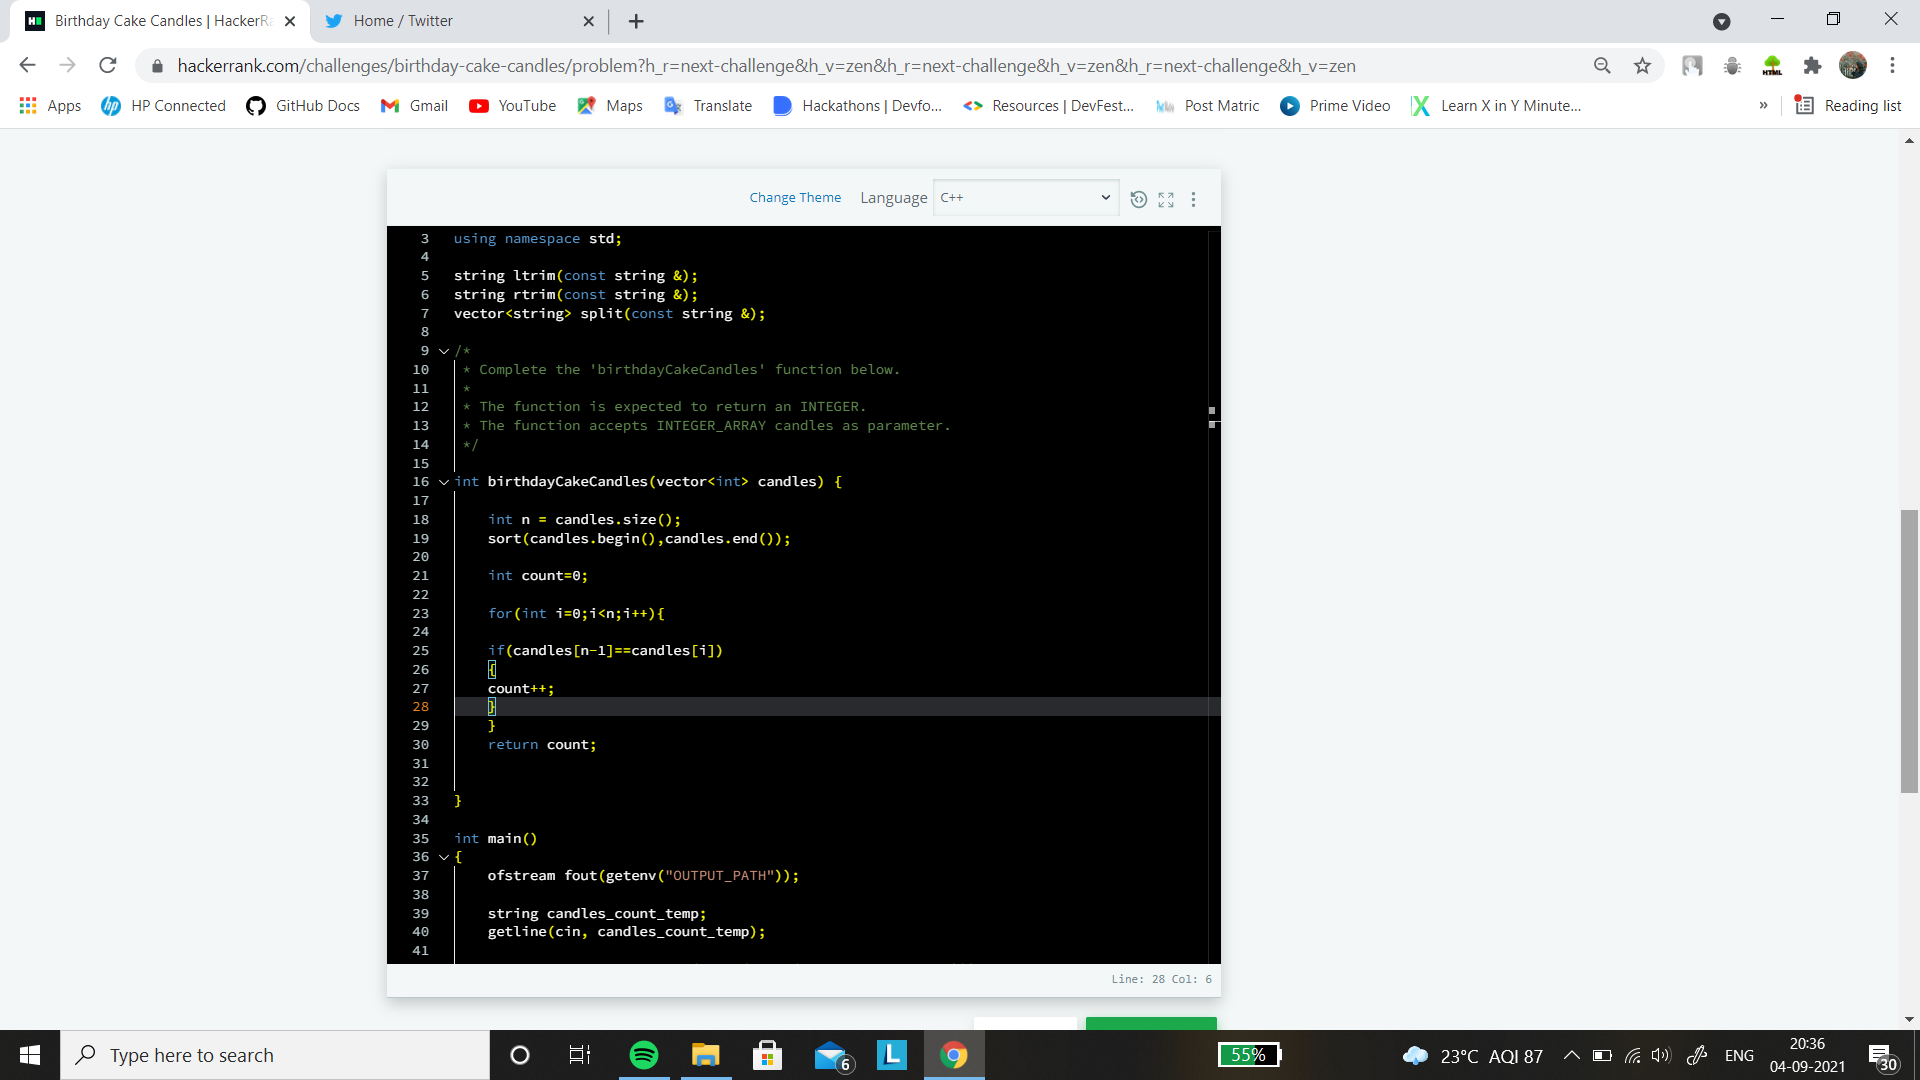 Birthday Cake Candles | HackerRa
Home / Twitter
hackerrank.com/challenges/birthday-cake-candles/problem?h_r=next-challenge&h_v=zen&h_r=next-challenge&h_v=zen&h_r=next-challenge&h_v=zen
Apps HP Connected GitHub Docs Gmail YouTube Maps Translate Hackathons | Devfo... Resources | DevFest... Post Matric Prime Video Learn X in Y Minute... » Reading list
Change Theme Language C++
3 using namespace std;
4
5 string ltrim(const string &);
6 string rtrim(const string &);
7 vector<string> split(const string &);
8
9 /*
10 * Complete the 'birthdayCakeCandles' function below.
11 *
12 * The function is expected to return an INTEGER.
13 * The function accepts INTEGER_ARRAY candles as parameter.
14 */
15
16 int birthdayCakeCandles(vector<int> candles) {
17
18 int n = candles.size();
19 sort(candles.begin(),candles.end());
20
21 int count=0;
22
23 for(int i=0;i<n;i++){
24
25 if(candles[n-1]==candles[i])
26 {
27 count++;
28 }
29 }
30 return count;
31
32
33 }
34
35 int main()
36 {
37 ofstream fout(getenv("OUTPUT_PATH"));
38
39 string candles_count_temp;
40 getline(cin, candles_count_temp);
41
Line: 28 Col: 6
Type here to search
6
L
55%
23°C AQI 87
ENG
20:36
04-09-2021
30